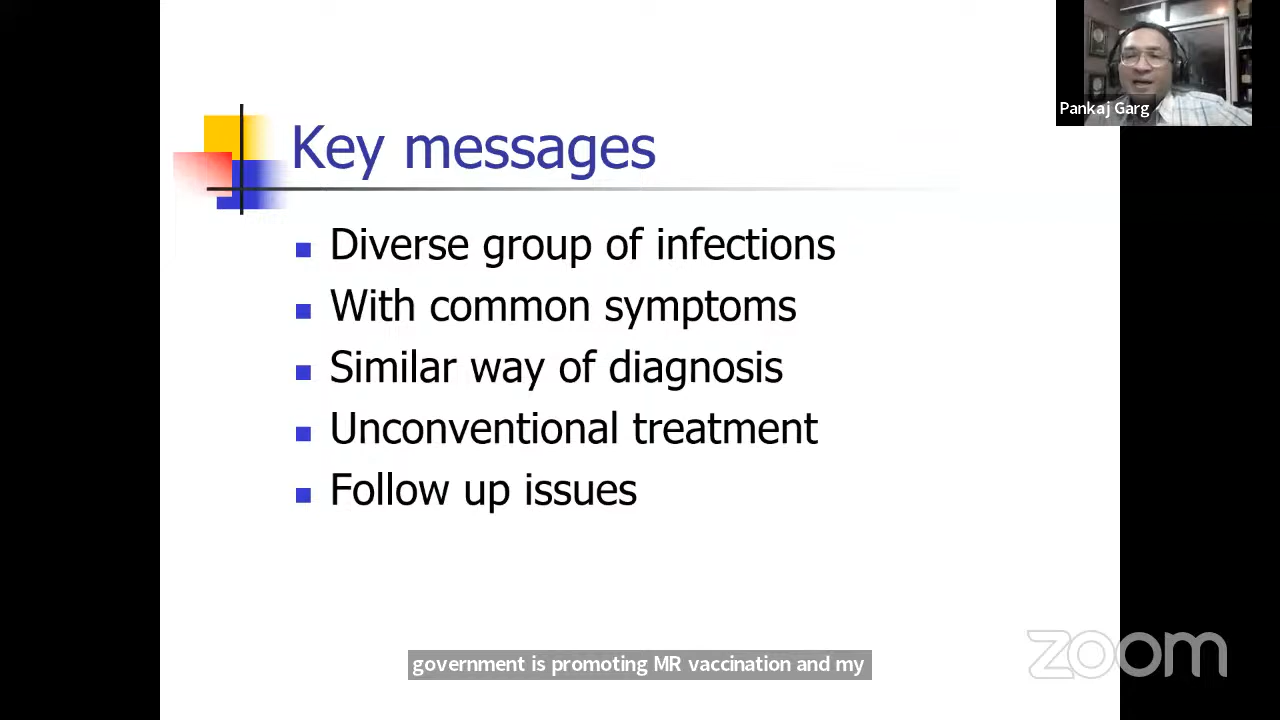 Pankaj Garg
Key messages
Diverse group of infections
With common symptoms
Similar way of diagnosis
Unconventional treatment
Follow up issues
government is promoting MR vaccination and my
zoom